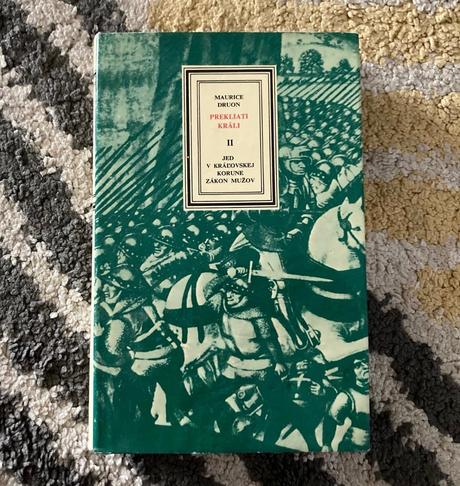 MAURICE
DRUON
PREKLIATI
KRÁLI
II
JED
V KRÁĽOVSKEJ
KORUNE
ZÁKON MUŽOV